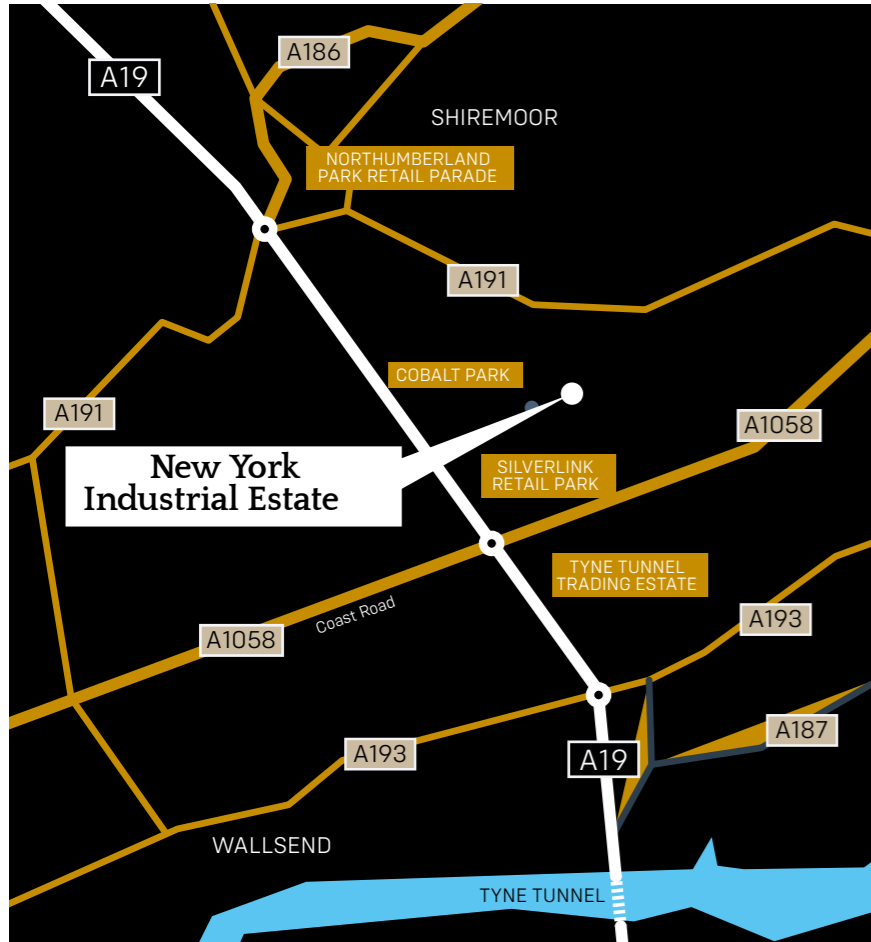 A186
A19
SHIREMOOR
NORTHUMBERLAND
PARK RETAIL PARADE
A191
COBALT PARK
A191
A1058
New York
Industrial Estate
SILVERLINK
RETAIL PARK
TYNE TUNNEL
TRADING ESTATE
Coast Road
A1058
A193
A187
A193
A19
WALLSEND
TYNE TUNNEL